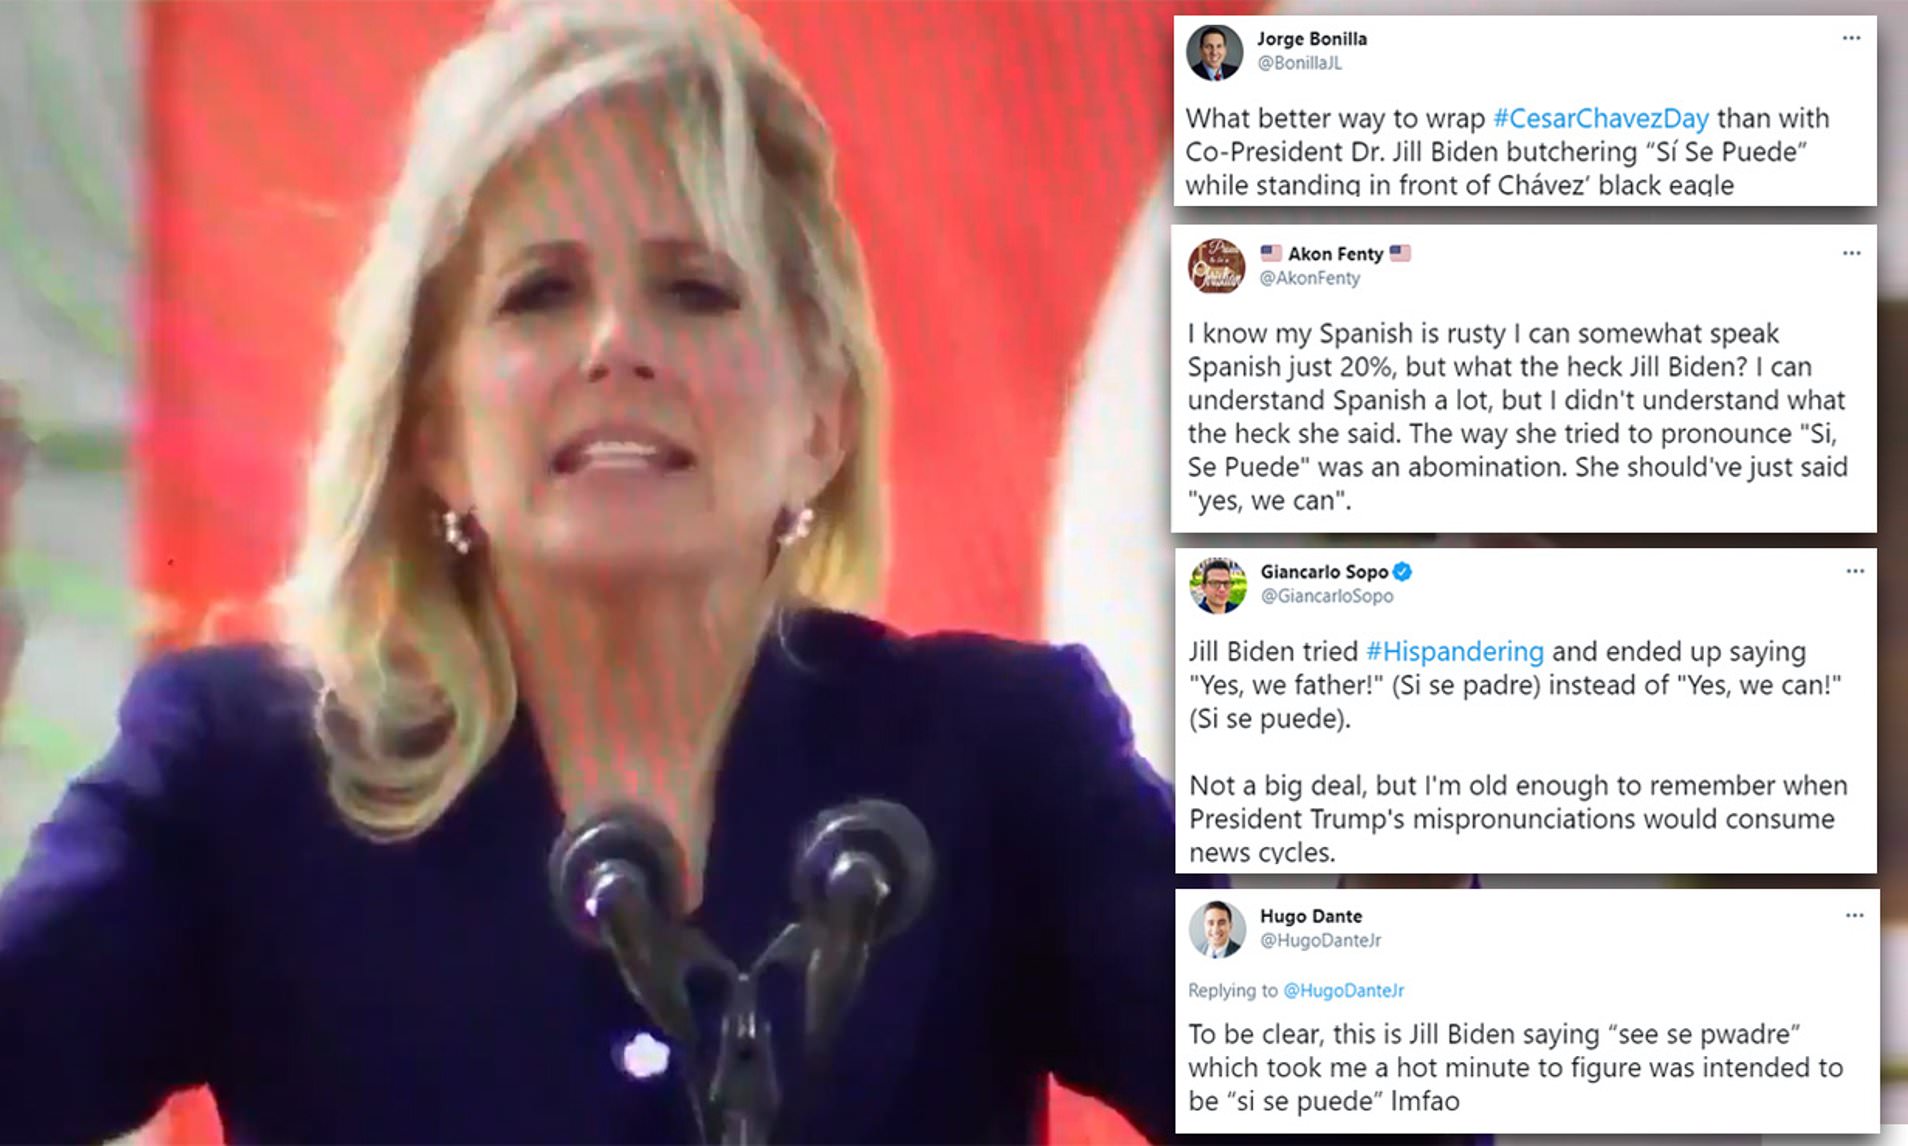 Jorge Bonilla
@BonillaJL
What better way to wrap #CesarChavezDay than with
Co-President Dr. Jill Biden butchering “Sí Se Puede”
while standing in front of Chávez’ black eagle
Akon Fenty
@AkonFenty
I know my Spanish is rusty I can somewhat speak
Spanish just 20%, but what the heck Jill Biden? I can
understand Spanish a lot, but I didn't understand what
the heck she said. The way she tried to pronounce "Si,
Se Puede" was an abomination. She should've just said
"yes, we can".
Giancarlo Sopo
@GiancarloSopo
Jill Biden tried #Hispandering and ended up saying
"Yes, we father!" (Si se padre) instead of "Yes, we can!"
(Si se puede).
Not a big deal, but I'm old enough to remember when
President Trump's mispronunciations would consume
news cycles.
Hugo Dante
@HugoDanteJr
Replying to @HugoDanteJr
To be clear, this is Jill Biden saying “see se pwadre”
which took me a hot minute to figure was intended to
be “si se puede” lmfao